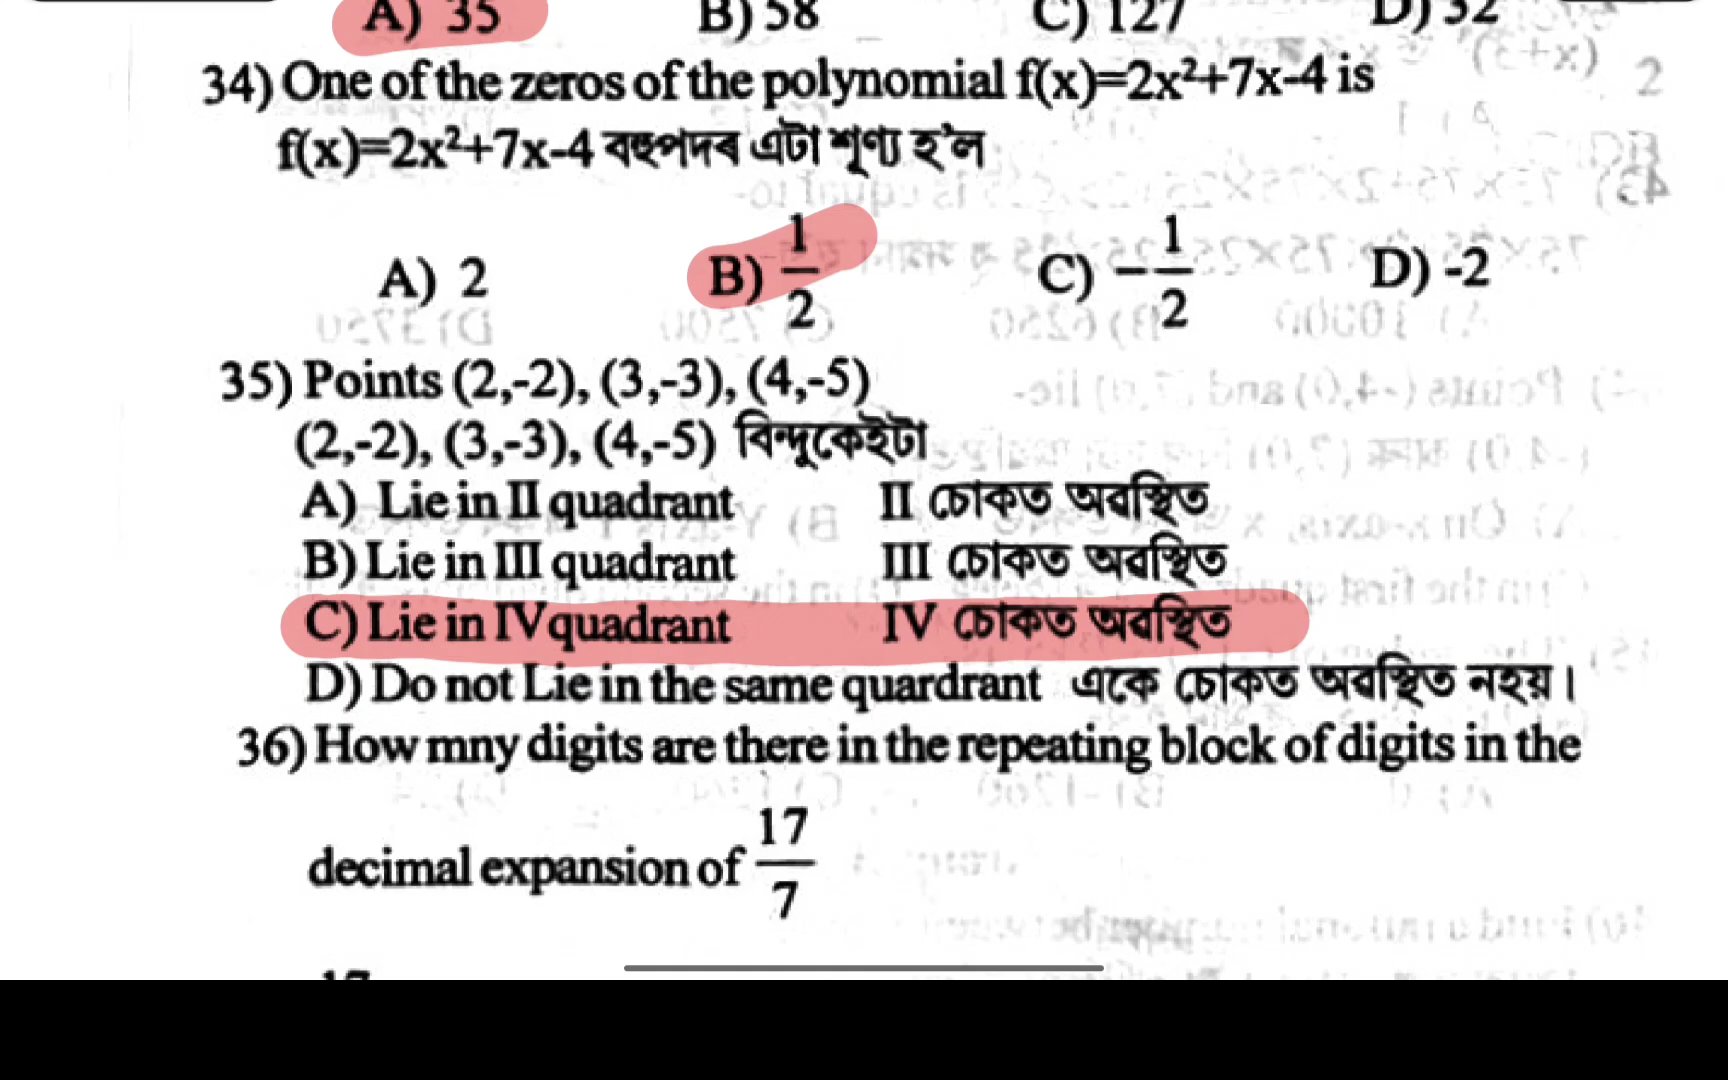 A) 35 B) 58 C) 127 D) 32
34) One of the zeros of the polynomial f(x)=2x²+7x-4 is
f(x)=2x²+7x-4 বহুপদৰ এটা শূণ্য হ'ল
A) 2 B) 1/2 C) -1/2 D) -2
35) Points (2,-2), (3,-3), (4,-5)
(2,-2), (3,-3), (4,-5) বিন্দুকেইটা
A) Lie in II quadrant II চোকত অৱস্থিত
B) Lie in III quadrant III চোকত অৱস্থিত
C) Lie in IV quadrant IV চোকত অৱস্থিত
D) Do not Lie in the same quardrant একে চোকত অৱস্থিত নহয়।
36) How mny digits are there in the repeating block of digits in the
decimal expansion of 17/7